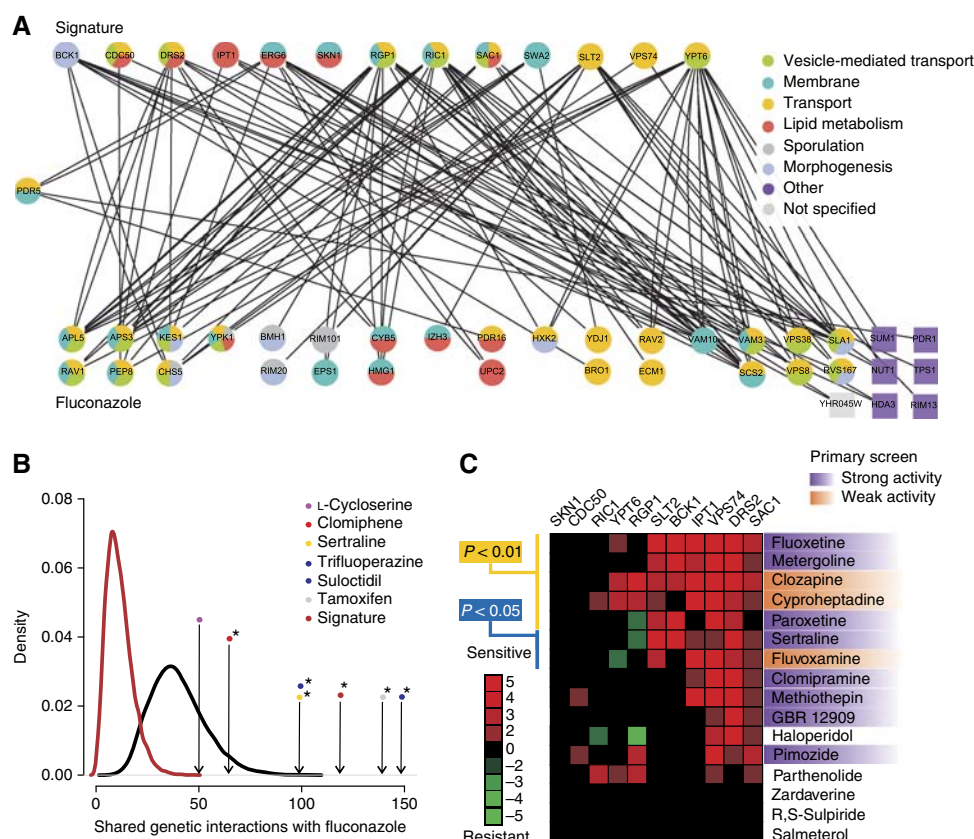 A
Signature
BCK1 CDC50 DRS2 IPT1 ERG6 SKN1 RGP1 RIC1 SAC1 SWA2 SLT2 VPS74 YPT6
Vesicle-mediated transport
Membrane
Transport
Lipid metabolism
Sporulation
Morphogenesis
Other
Not specified
PDR5
APL5 APS3 KES1 YPK1 BMH1 RIM101 CYB5 IZH3 PDR16 HXK2 YDJ1 RAV2 VAM10 VAM3 VPS38 SLA1 SUM1 PDR1
RAV1 PEP8 CHS5 RIM20 EPS1 HMG1 UPC2 BRO1 ECM1 SCS2 VPS8 RVS167 NUT1 TPS1
Fluconazole
YHR045W HDA3 RIM13
B
0.08
0.06
0.04
0.02
0.00
Density
L-Cycloserine
Clomiphene
Sertraline
Trifluoperazine
Suloctidil
Tamoxifen
Signature
* * * * * *
0 50 100 150
Shared genetic interactions with fluconazole
C
Primary screen
Strong activity
Weak activity
SKN1 CDC50 RIC1 YPT6 RGP1 SLT2 BCK1 IPT1 VPS74 DRS2 SAC1
P < 0.01
P < 0.05
Sensitive
5
4
3
2
0
−2
−3
−4
−5
Resistant
Fluoxetine
Metergoline
Clozapine
Cyproheptadine
Paroxetine
Sertraline
Fluvoxamine
Clomipramine
Methiothepin
GBR 12909
Haloperidol
Pimozide
Parthenolide
Zardaverine
R,S-Sulpiride
Salmeterol